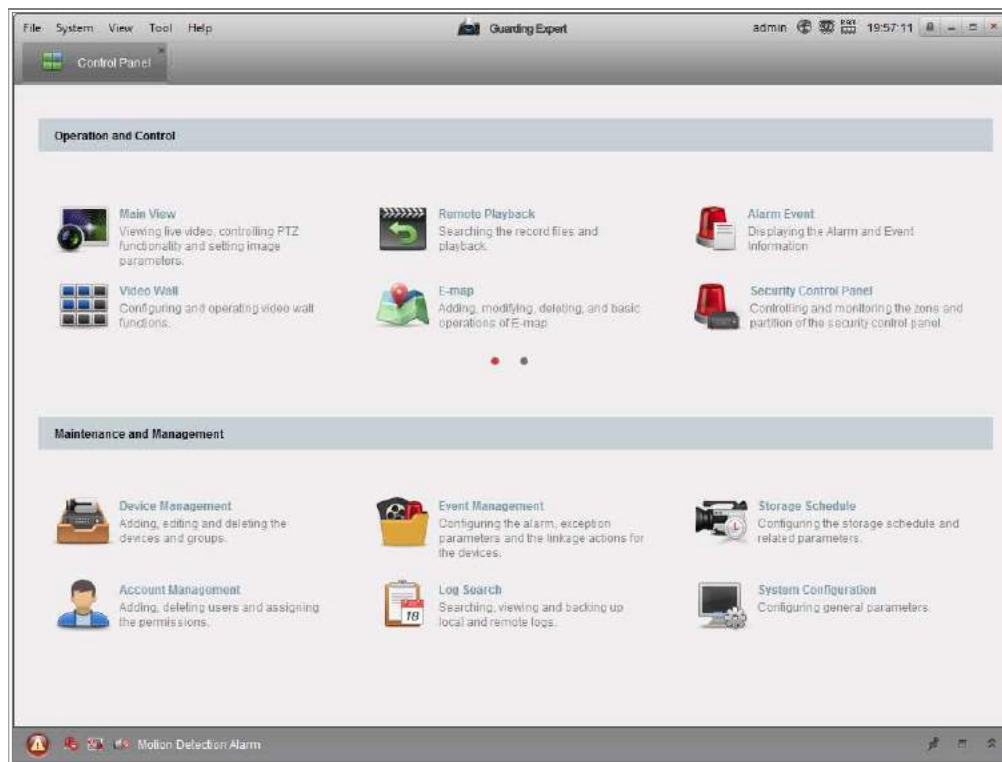 File System View Tool Help
Guarding Expert
admin
19:57:11
Control Panel
Operation and Control
Main View
Viewing live video, controlling PTZ
functionality and setting image
parameters.
Remote Playback
Searching the record files and
playback.
Alarm Event
Displaying the Alarm and Event
Information
Video Wall
Configuring and operating video wall
functions.
E-map
Adding, modifying, deleting, and basic
operations of E-map
Security Control Panel
Controlling and monitoring the zone and
partition of the security control panel
Maintenance and Management
Device Management
Adding, editing and deleting the
devices and groups.
Event Management
Configuring the alarm, exception
parameters and the linkage actions for
the devices.
Storage Schedule
Configuring the storage schedule and
related parameters.
Account Management
Adding, deleting users and assigning
the permissions.
Log Search
Searching, viewing and backing up
local and remote logs.
18
System Configuration
Configuring general parameters.
Motion Detection Alarm